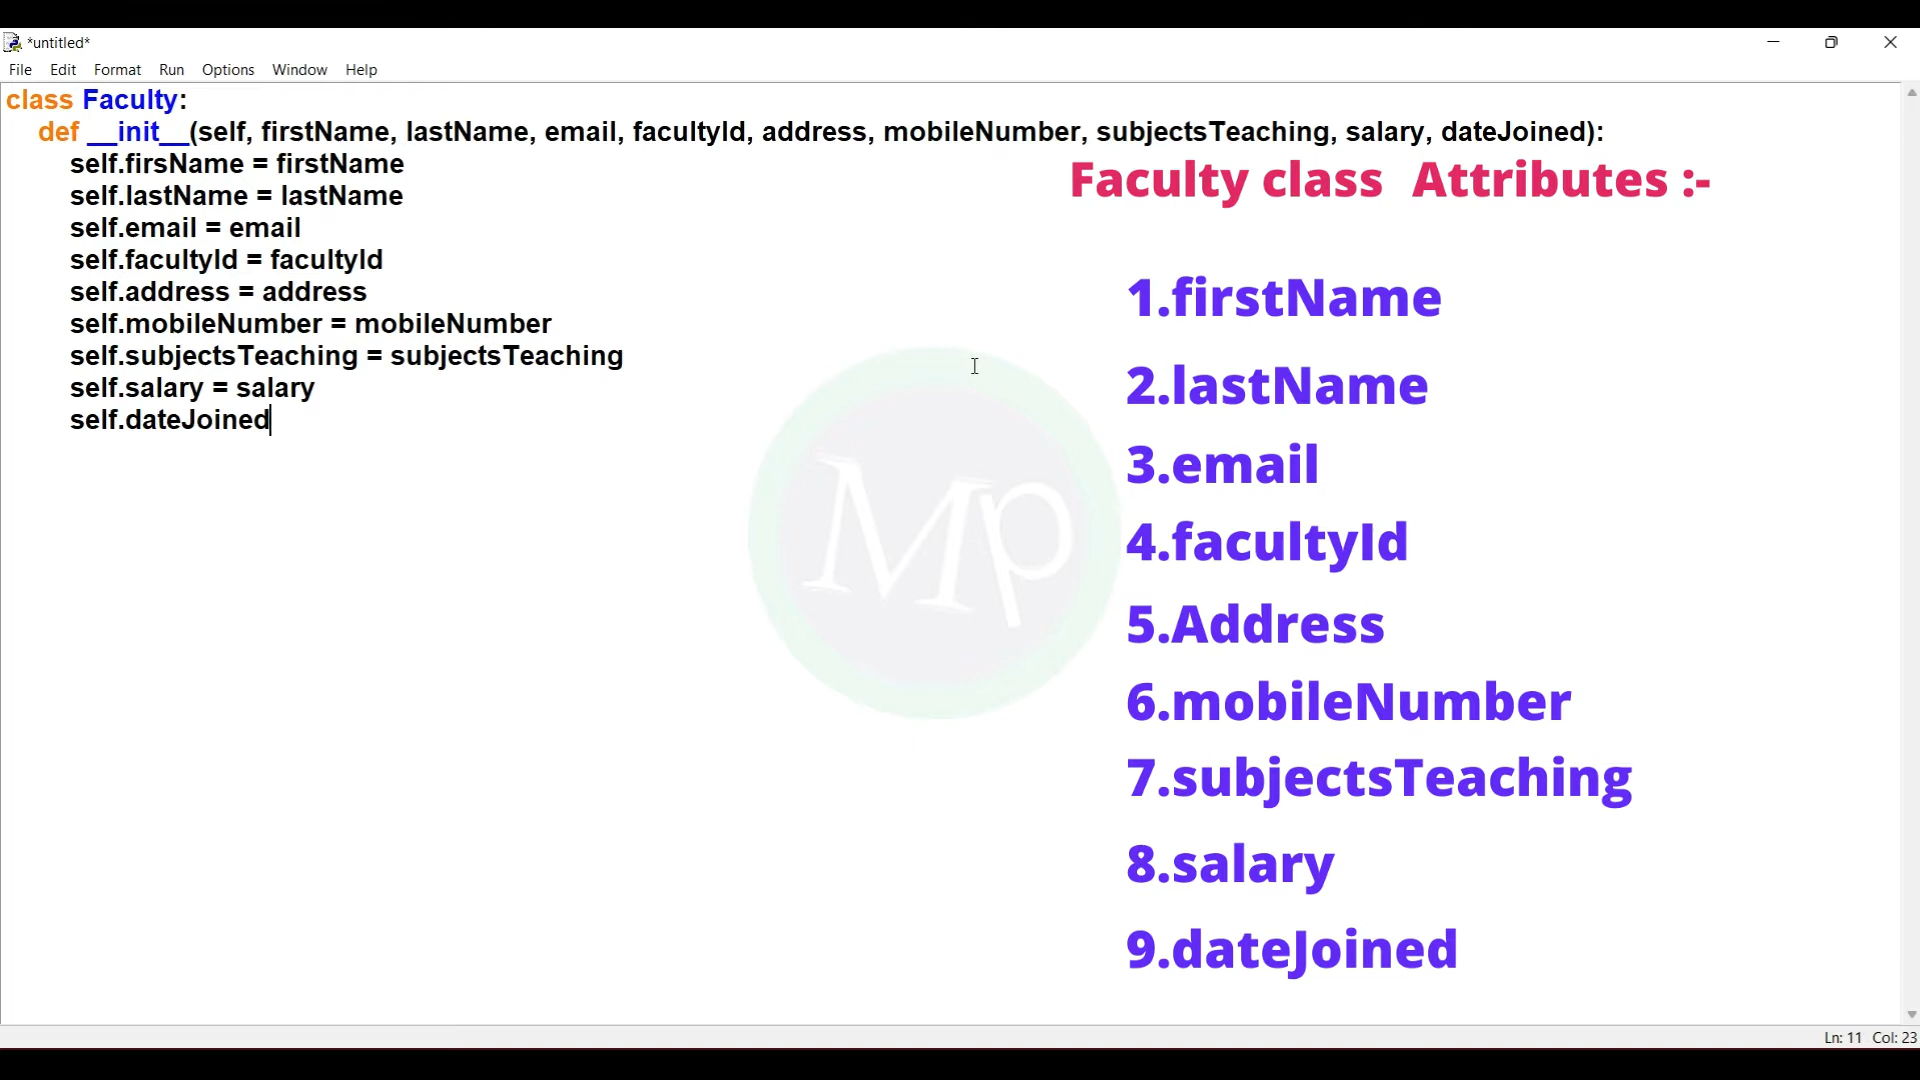 *untitled*
File Edit Format Run Options Window Help
class Faculty:
def __init__(self, firstName, lastName, email, facultyId, address, mobileNumber, subjectsTeaching, salary, dateJoined):
self.firsName = firstName
self.lastName = lastName
self.email = email
self.facultyId = facultyId
self.address = address
self.mobileNumber = mobileNumber
self.subjectsTeaching = subjectsTeaching
self.salary = salary
self.dateJoined
Faculty class Attributes :-
1.firstName
2.lastName
3.email
4.facultyId
5.Address
6.mobileNumber
7.subjectsTeaching
8.salary
9.dateJoined
Mp
Ln: 11 Col: 23